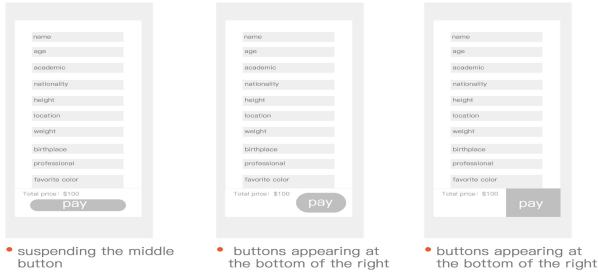 name
age
academic
nationality
height
location
weight
birthplace
professional
favorite color
Total price: $100
pay
• suspending the middle
button
name
age
academic
nationality
height
location
weight
birthplace
professional
favorite color
Total price: $100
pay
• buttons appearing at
the bottom of the right
name
age
academic
nationality
height
location
weight
birthplace
professional
favorite color
Total price: $100
pay
• buttons appearing at
the bottom of the right